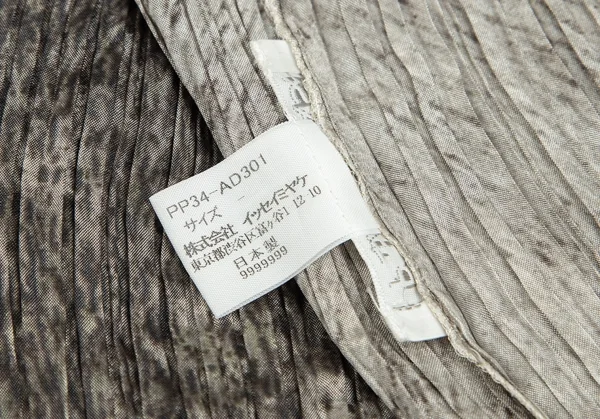 PP34-AD301
サイズ -
株式会社 イッセイミヤケ
東京都渋谷区富ヶ谷1-12-10
日本製
9999999